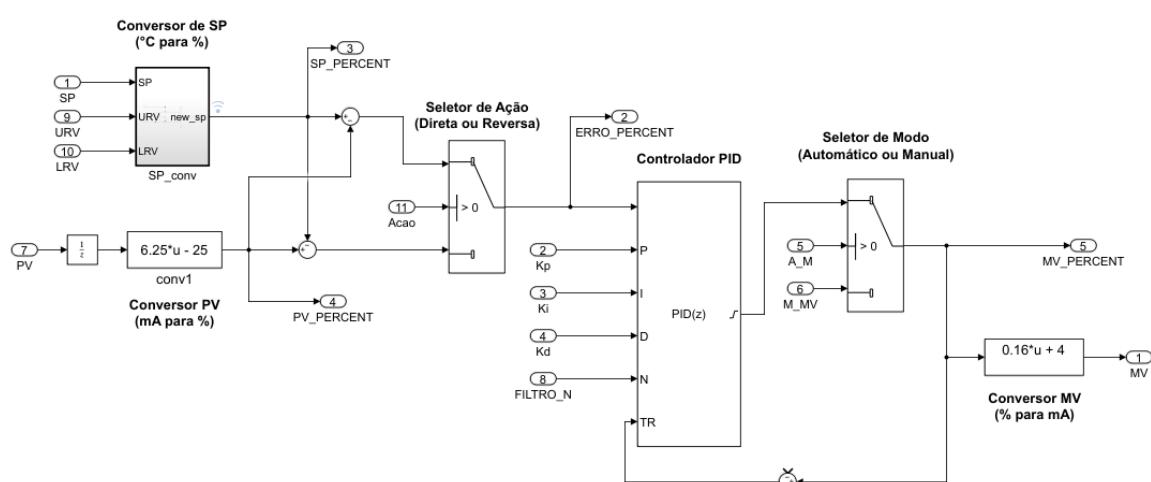 Conversor de SP
(°C para %)
3
SP_PERCENT
1
SP
SP
9
URV
URV
new_sp
10
LRV
LRV
SP_conv
Seletor de Ação
(Direta ou Reversa)
2
ERRO_PERCENT
11
Acao
> 0
7
PV
1
z
6.25*u - 25
conv1
Conversor PV
(mA para %)
4
PV_PERCENT
Controlador PID
2
Kp
P
3
Ki
I
4
Kd
D
8
FILTRO_N
N
TR
PID(z)
Seletor de Modo
(Automático ou Manual)
5
A_M
> 0
6
M_MV
5
MV_PERCENT
0.16*u + 4
1
MV
Conversor MV
(% para mA)